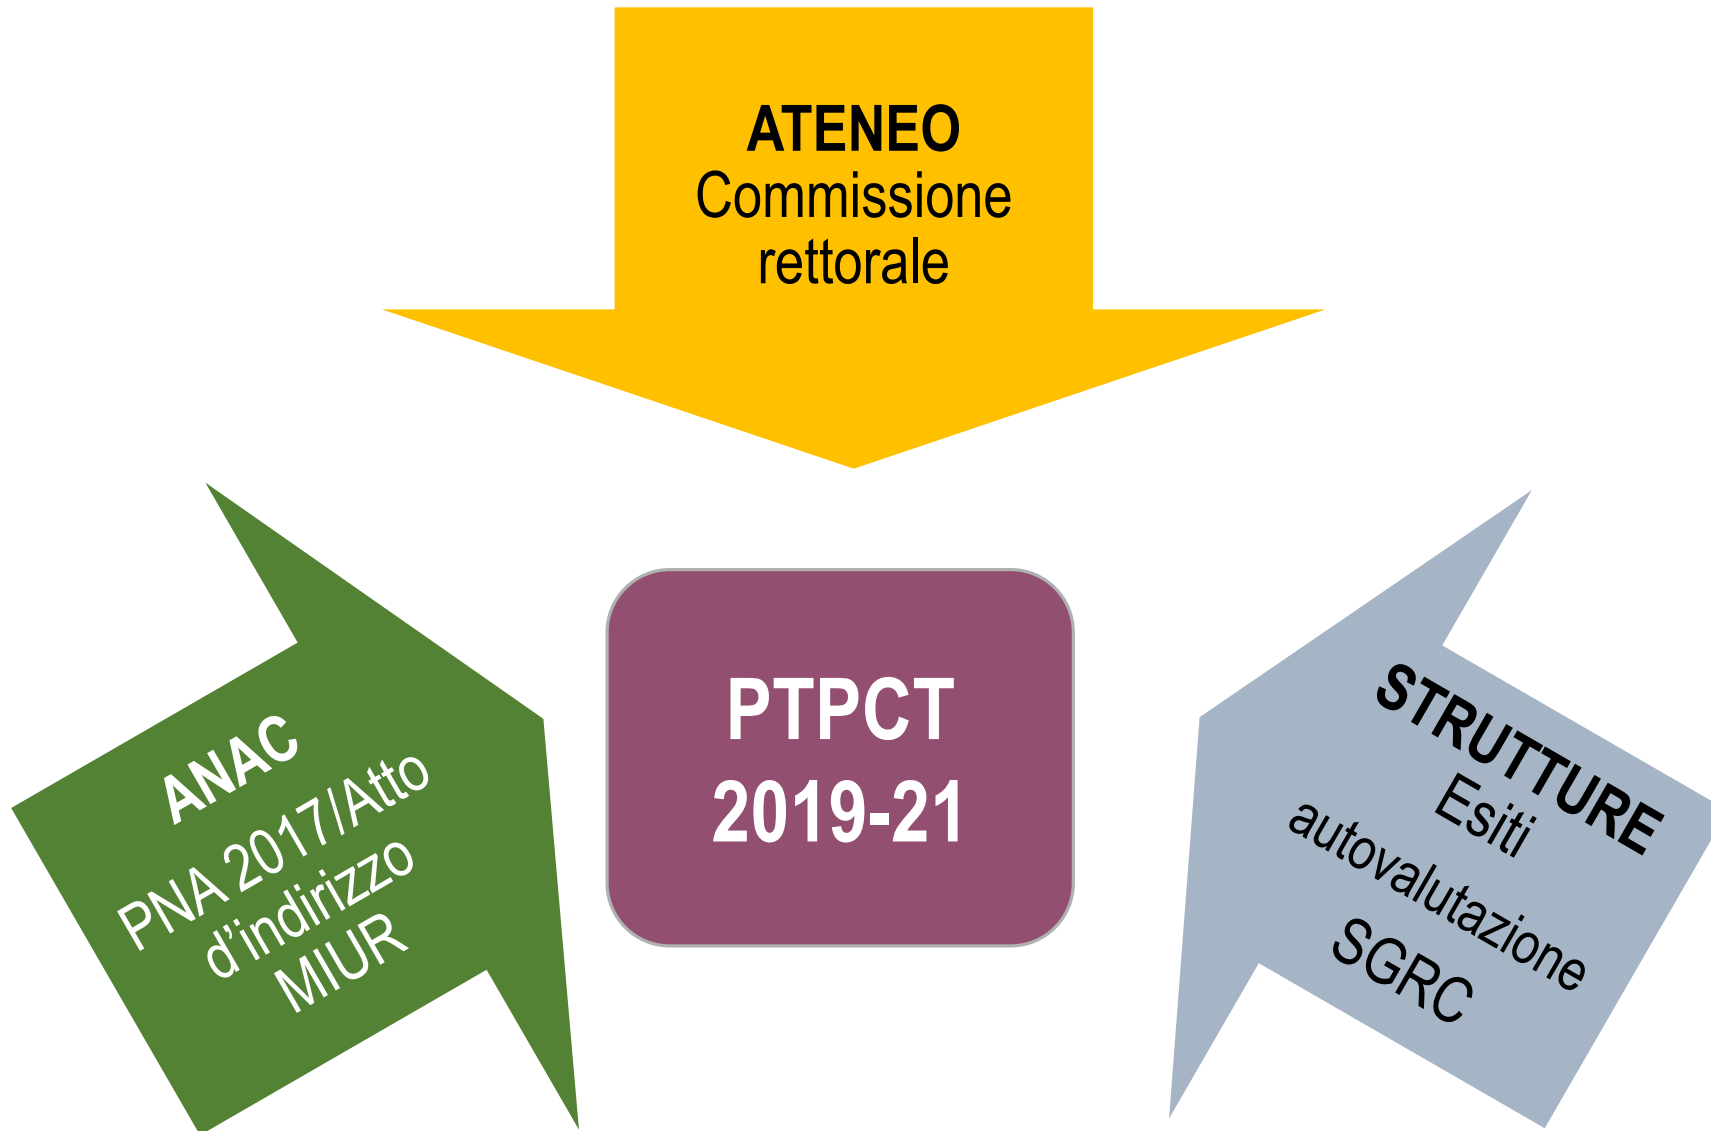 ATENEO
Commissione
rettorale
ANAC
PNA 2017/Atto
d’indirizzo
MIUR
PTPCT
2019-21
STRUTTURE
Esiti
autovalutazione
SGRC